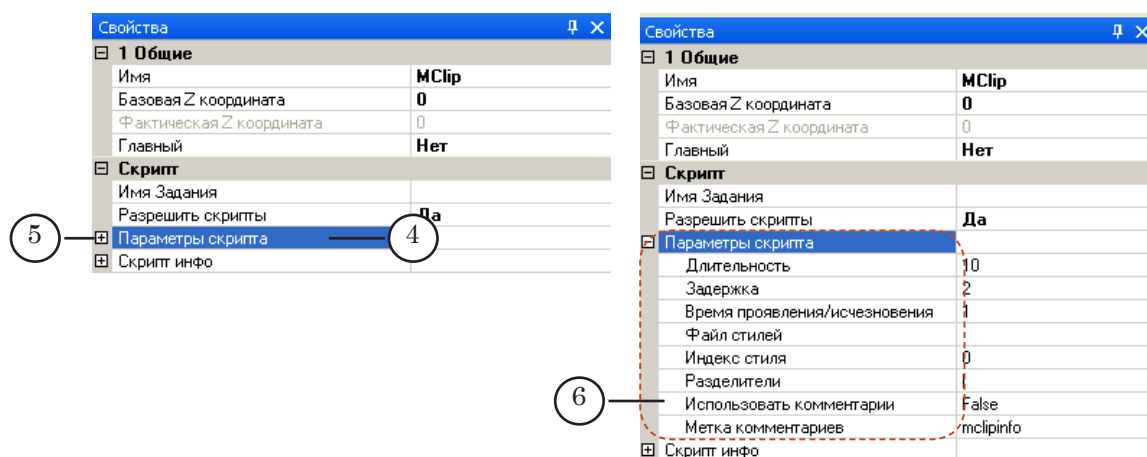 Свойства
1 Общие
Имя MClip
Базовая Z координата 0
Фактическая Z координата 0
Главный Нет
Скрипт
Имя Задания
Разрешить скрипты Да
5 Параметры скрипта 4
Скрипт инфо
Свойства
1 Общие
Имя MClip
Базовая Z координата 0
Фактическая Z координата 0
Главный Нет
Скрипт
Имя Задания
Разрешить скрипты Да
Параметры скрипта
Длительность 10
Задержка 2
Время проявления/исчезновения 1
Файл стилей
Индекс стиля 0
Разделители
6 Использовать комментарии False
Метка комментариев mclipinfo
Скрипт инфо